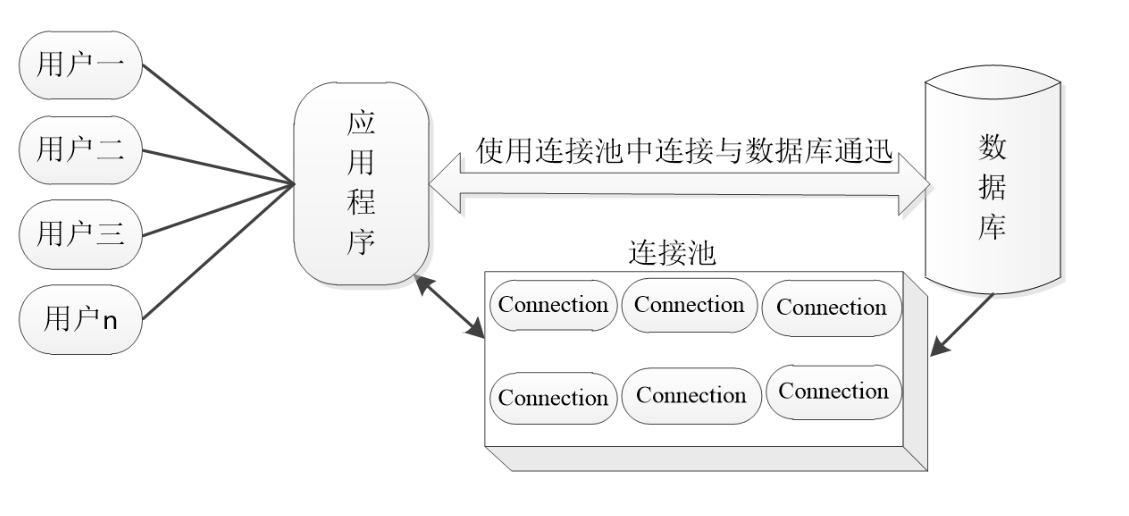 用户一
用户二
用户三
用户n
应
用
程
序
使用连接池中连接与数据库通迅
数
据
库
连接池
Connection Connection Connection
Connection Connection Connection